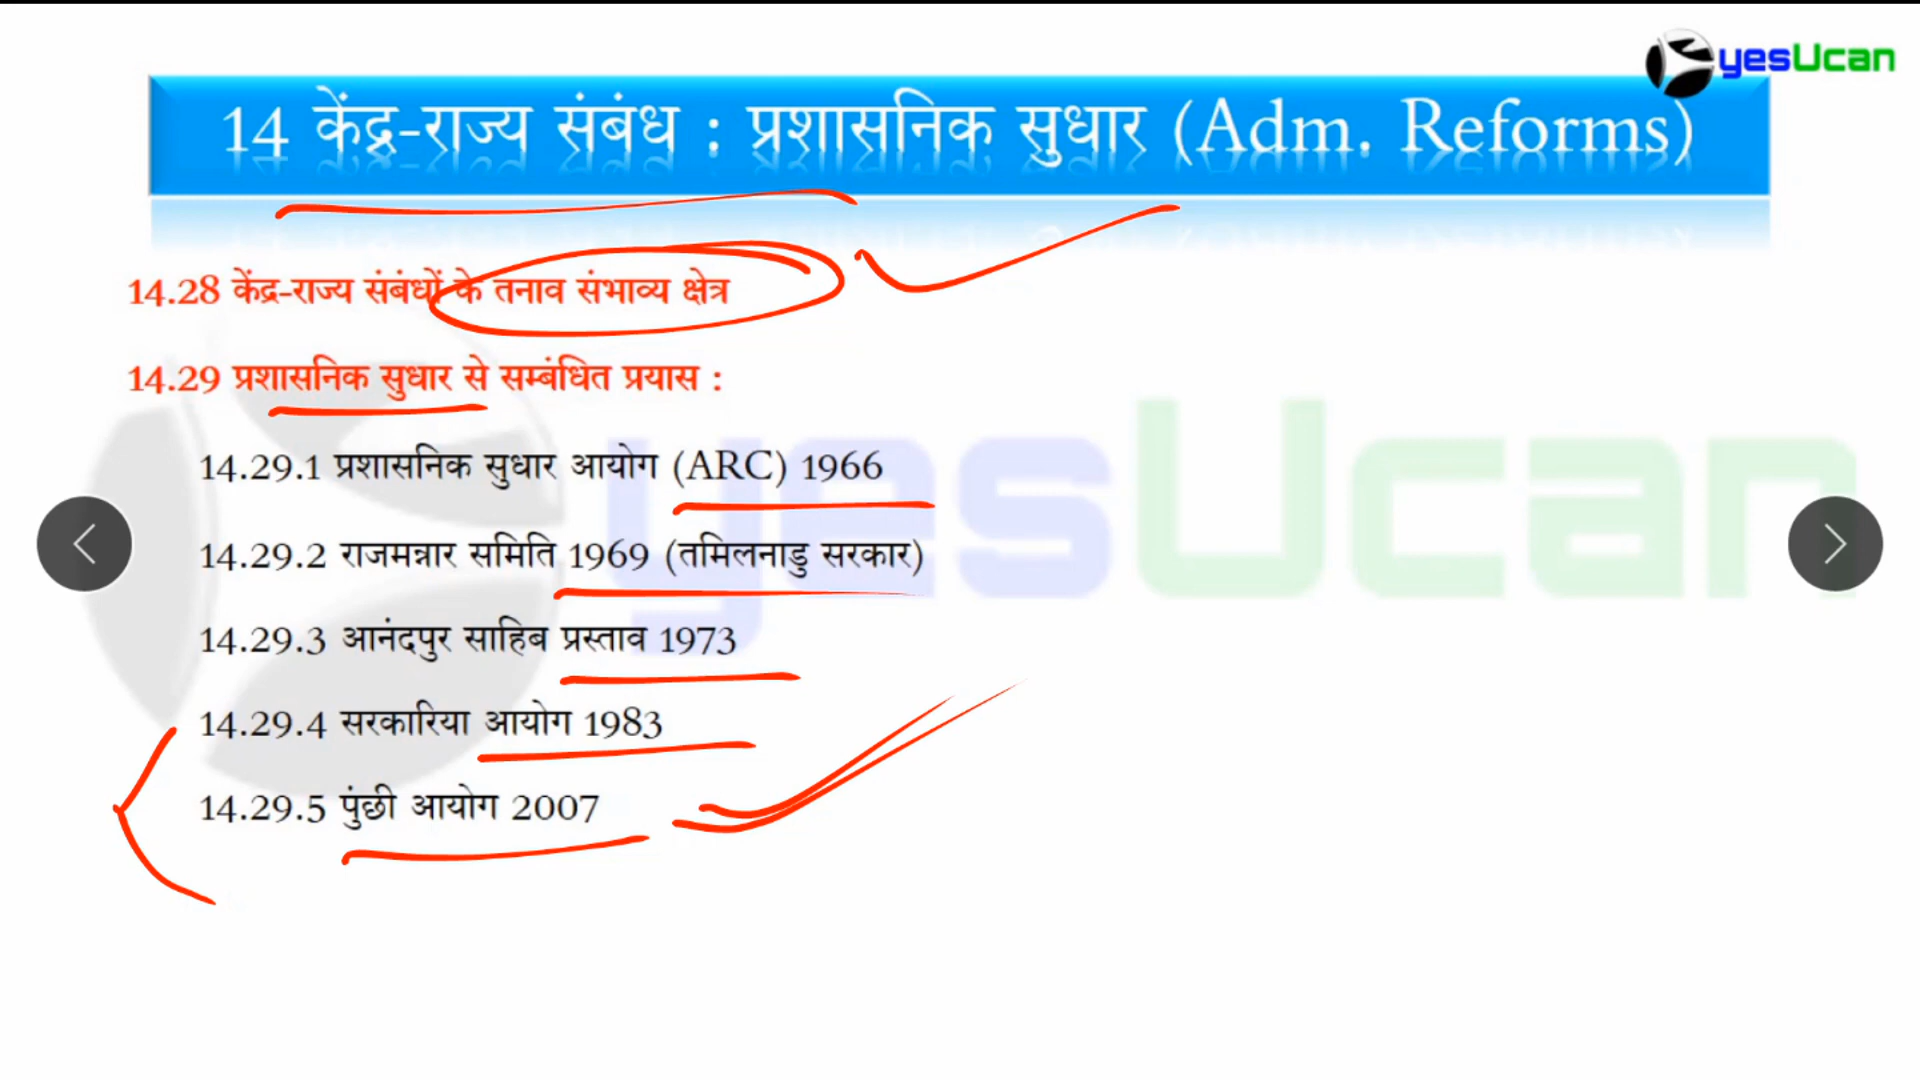 yesUcan
14 केंद्र-राज्य संबंध : प्रशासनिक सुधार (Adm. Reforms)
14.28 केंद्र-राज्य संबंधों के तनाव संभाव्य क्षेत्र
14.29 प्रशासनिक सुधार से सम्बंधित प्रयास :
14.29.1 प्रशासनिक सुधार आयोग (ARC) 1966
14.29.2 राजमन्नार समिति 1969 (तमिलनाडु सरकार)
14.29.3 आनंदपुर साहिब प्रस्ताव 1973
14.29.4 सरकारिया आयोग 1983
14.29.5 पुंछी आयोग 2007
yesUcan